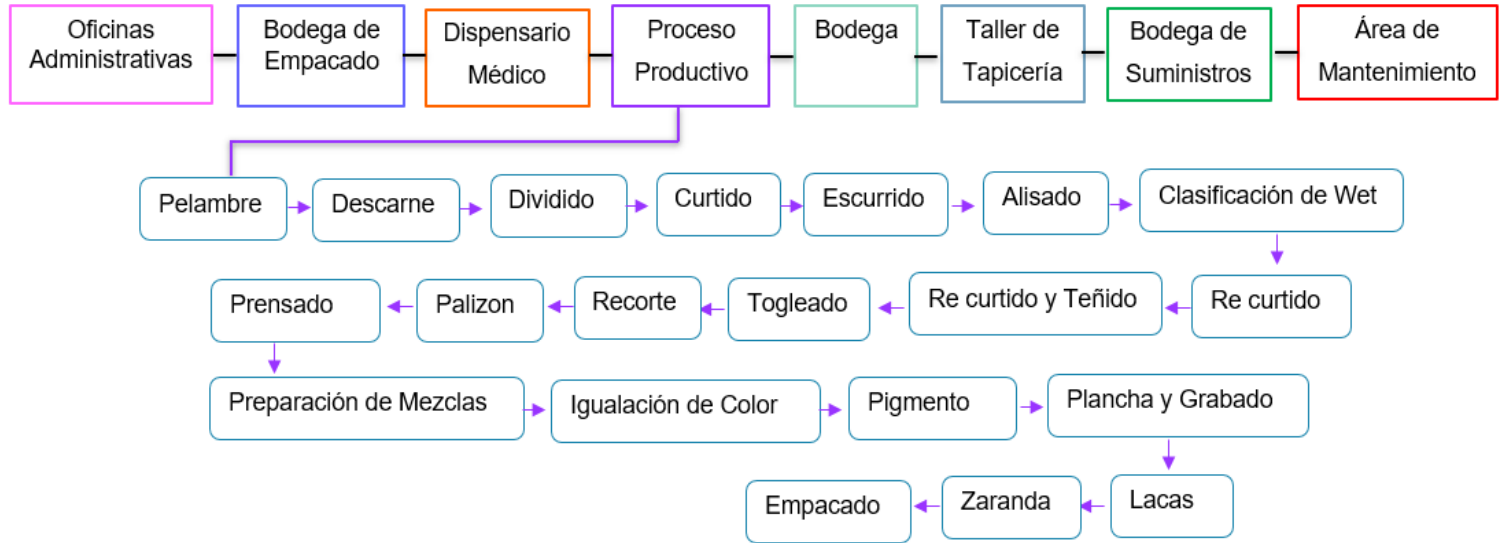 Oficinas
Administrativas
Bodega de
Empacado
Dispensario
Médico
Proceso
Productivo
Bodega
Taller de
Tapicería
Bodega de
Suministros
Área de
Mantenimiento
Pelambre
Descarne
Dividido
Curtido
Escurrido
Alisado
Clasificación de Wet
Re curtido
Re curtido y Teñido
Togleado
Recorte
Palizon
Prensado
Preparación de Mezclas
Igualación de Color
Pigmento
Plancha y Grabado
Lacas
Zaranda
Empacado